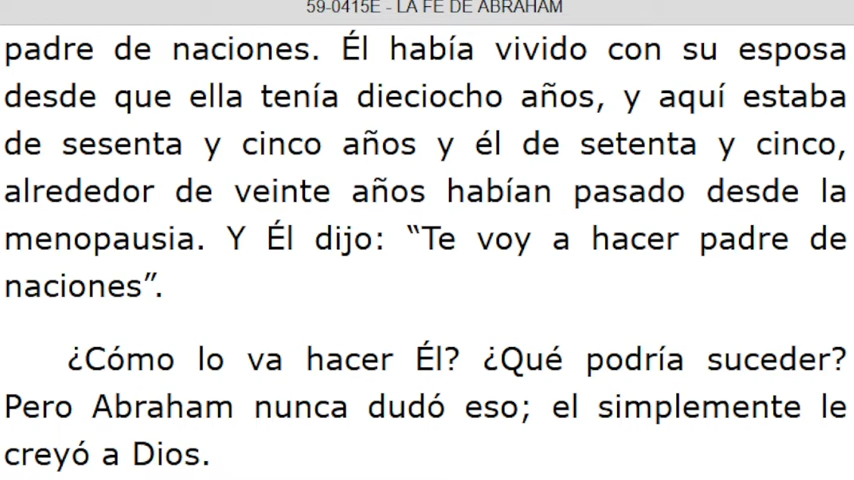 59-0415E - LA FE DE ABRAHAM
padre de naciones. Él había vivido con su esposa
desde que ella tenía dieciocho años, y aquí estaba
de sesenta y cinco años y él de setenta y cinco,
alrededor de veinte años habían pasado desde la
menopausia. Y Él dijo: “Te voy a hacer padre de
naciones”.
¿Cómo lo va hacer Él? ¿Qué podría suceder?
Pero Abraham nunca dudó eso; el simplemente le
creyó a Dios.